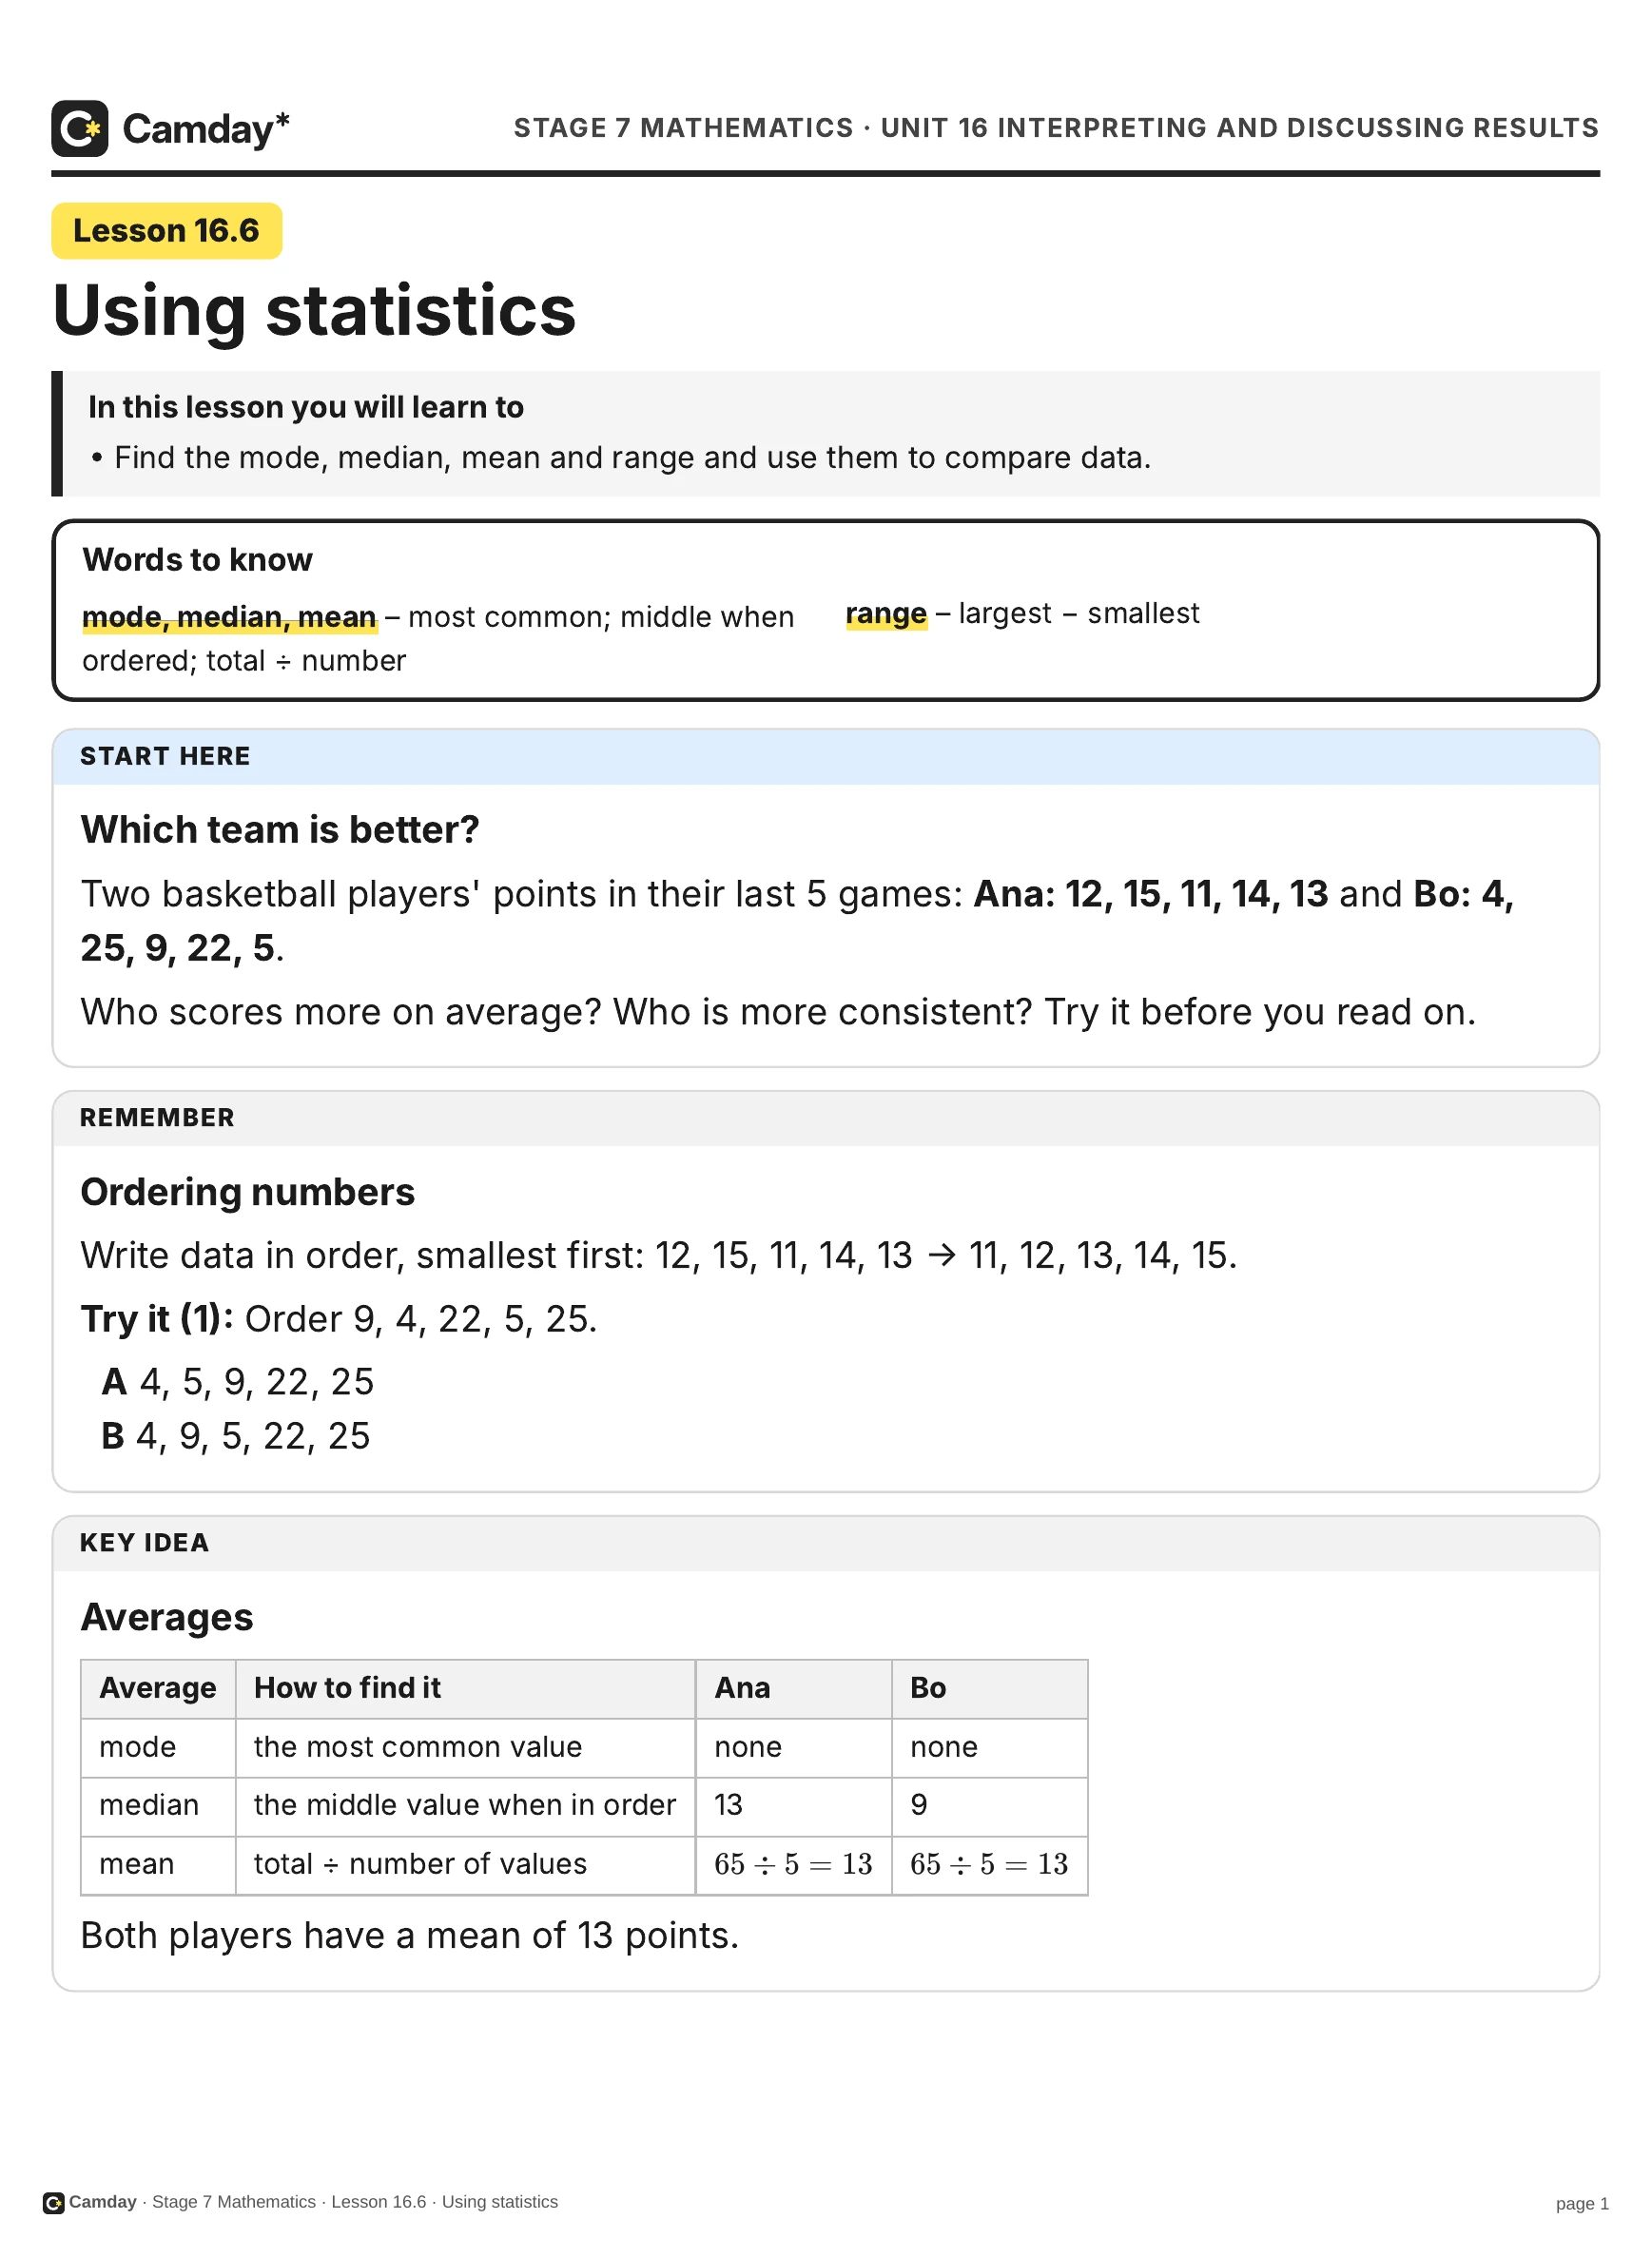 Camday*
STAGE 7 MATHEMATICS · UNIT 16 INTERPRETING AND DISCUSSING RESULTS
Lesson 16.6
Using statistics
In this lesson you will learn to
• Find the mode, median, mean and range and use them to compare data.
Words to know
mode, median, mean – most common; middle when
ordered; total ÷ number
range – largest − smallest
START HERE
Which team is better?
Two basketball players' points in their last 5 games: Ana: 12, 15, 11, 14, 13 and Bo: 4,
25, 9, 22, 5.
Who scores more on average? Who is more consistent? Try it before you read on.
REMEMBER
Ordering numbers
Write data in order, smallest first: 12, 15, 11, 14, 13 → 11, 12, 13, 14, 15.
Try it (1): Order 9, 4, 22, 5, 25.
A 4, 5, 9, 22, 25
B 4, 9, 5, 22, 25
KEY IDEA
Averages
Average How to find it Ana Bo
mode the most common value none none
median the middle value when in order 13 9
mean total ÷ number of values 65 ÷ 5 = 13 65 ÷ 5 = 13
Both players have a mean of 13 points.
Camday · Stage 7 Mathematics · Lesson 16.6 · Using statistics
page 1